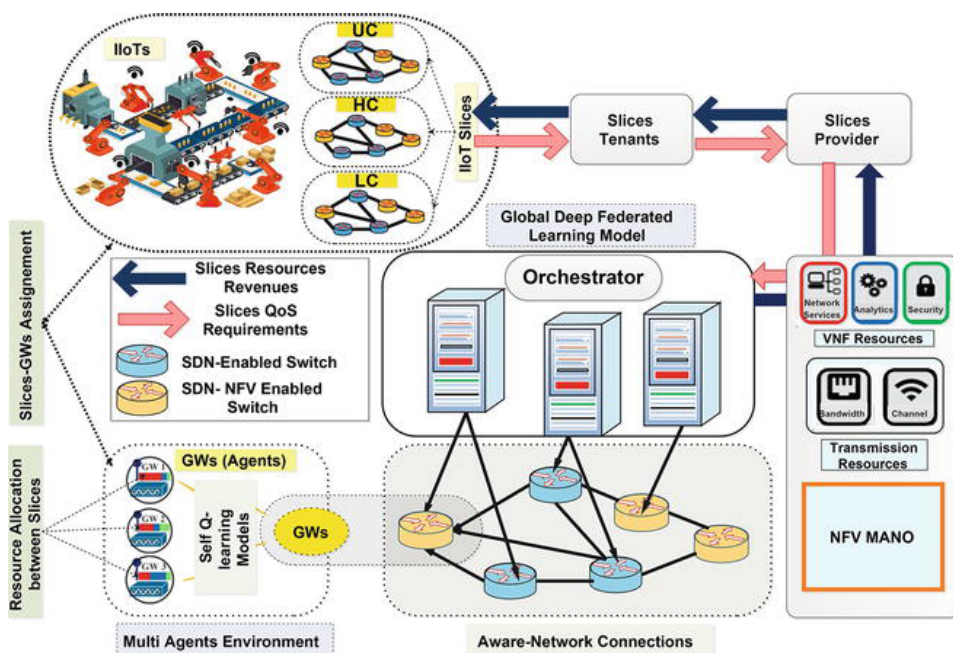 IIoTs
UC
HC
LC
IIoT Slices
Slices
Tenants
Slices
Provider
Global Deep Federated
Learning Model
Slices Resources
Revenues
Slices QoS
Requirements
SDN-Enabled Switch
SDN- NFV Enabled
Switch
Orchestrator
Network
Services
Analytics
Security
VNF Resources
Bandwidth
Channel
Transmission
Resources
NFV MANO
Slices-GWs Assignement
Resource Allocation
between Slices
GW 1
GW 2
GW 3
GWs (Agents)
Self Q-
learning
Models
GWs
Multi Agents Environment
Aware-Network Connections